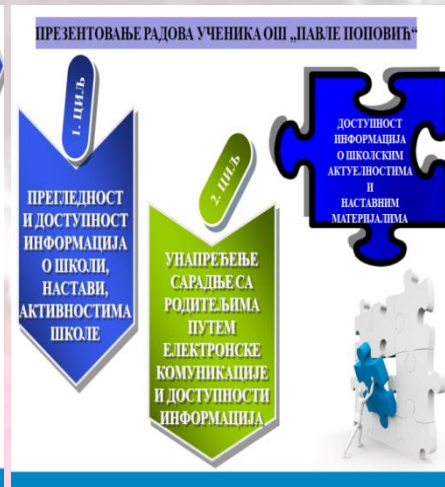 ПРЕЗЕНТОВАЊЕ РАДОВА УЧЕНИКА ОШ „ПАВЛЕ ПОПОВИЋ“
1. ЦИЉ
ПРЕГЛЕДНОСТ
И ДОСТУПНОСТ
ИНФОРМАЦИЈА
О ШКОЛИ,
НАСТАВИ,
АКТИВНОСТИМА
ШКОЛЕ
2. ЦИЉ
УНАПРЕЂЕЊЕ
САРАДЊЕ СА
РОДИТЕЉИМА
ПУТЕМ
ЕЛЕКТРОНСКЕ
КОМУНИКАЦИЈЕ
И ДОСТУПНОСТИ
ИНФОРМАЦИЈА
ДОСТУПНОСТ
ИНФОРМАЦИЈА
О ШКОЛСКИМ
АКТУЕЛНОСТИМА
И
НАСТАВНИМ
МАТЕРИЈАЛИМА